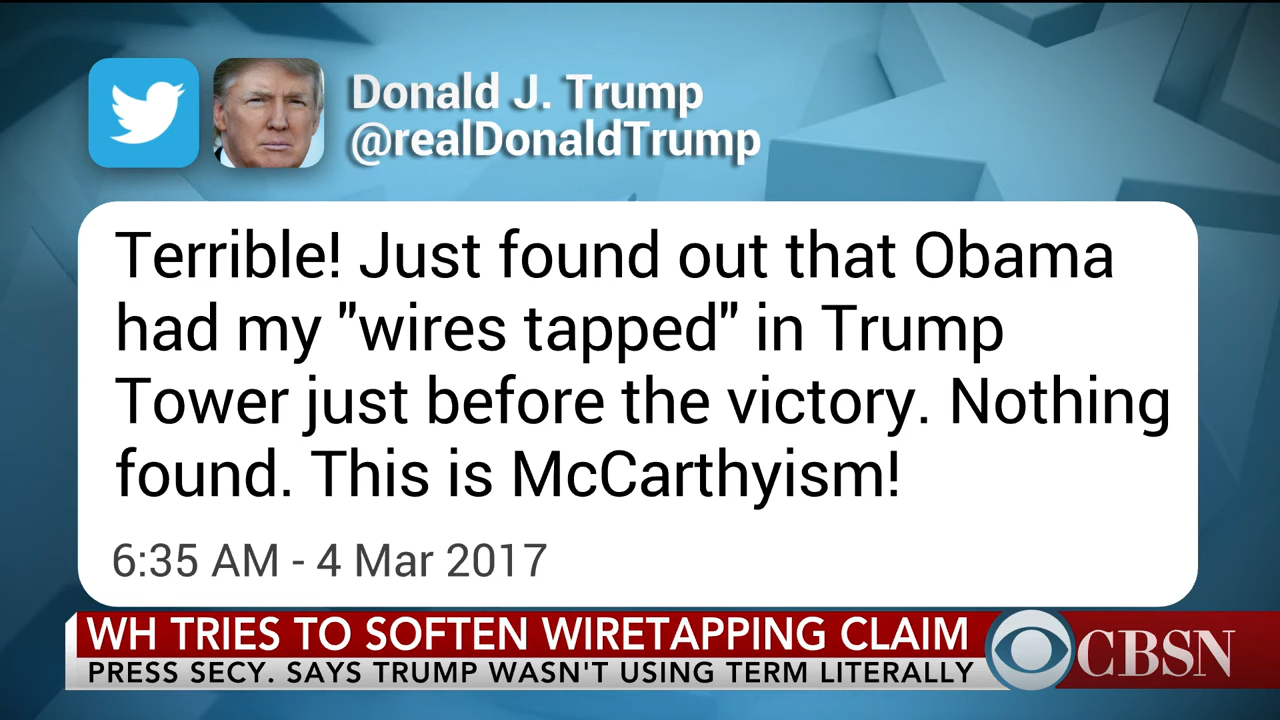 Donald J. Trump
@realDonaldTrump
Terrible! Just found out that Obama
had my "wires tapped" in Trump
Tower just before the victory. Nothing
found. This is McCarthyism!
6:35 AM - 4 Mar 2017
WH TRIES TO SOFTEN WIRETAPPING CLAIM
PRESS SECY. SAYS TRUMP WASN'T USING TERM LITERALLY
CBSN